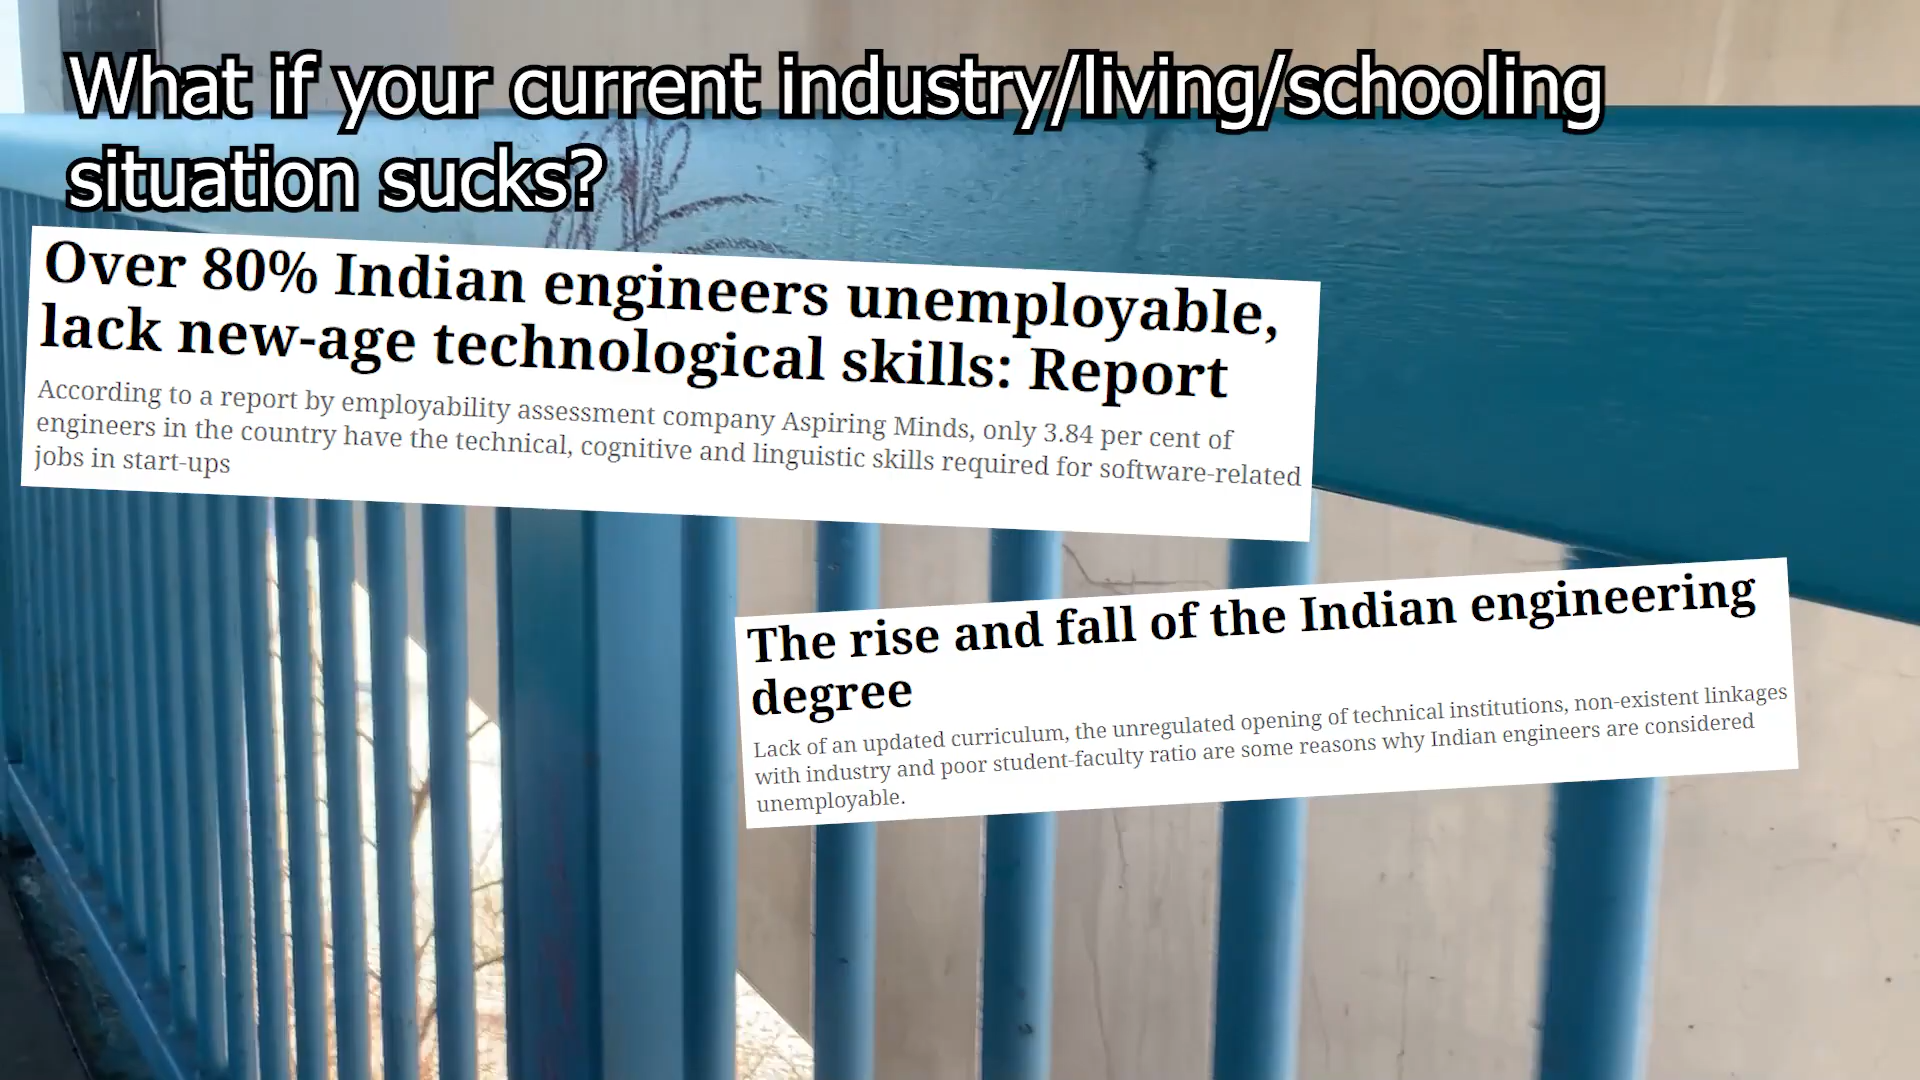 What if your current industry/living/schooling
situation sucks?
Over 80% Indian engineers unemployable,
lack new-age technological skills: Report
According to a report by employability assessment company Aspiring Minds, only 3.84 per cent of
engineers in the country have the technical, cognitive and linguistic skills required for software-related
jobs in start-ups
The rise and fall of the Indian engineering
degree
Lack of an updated curriculum, the unregulated opening of technical institutions, non-existent linkages
with industry and poor student-faculty ratio are some reasons why Indian engineers are considered
unemployable.